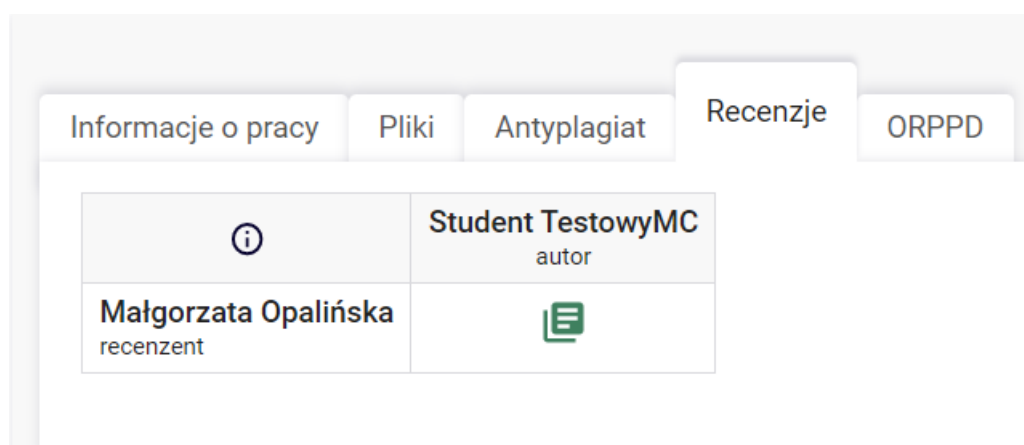 Informacje o pracy
Pliki
Antyplagiat
Recenzje
ORPPD
Student TestowyMC
autor
Małgorzata Opalińska
recenzent